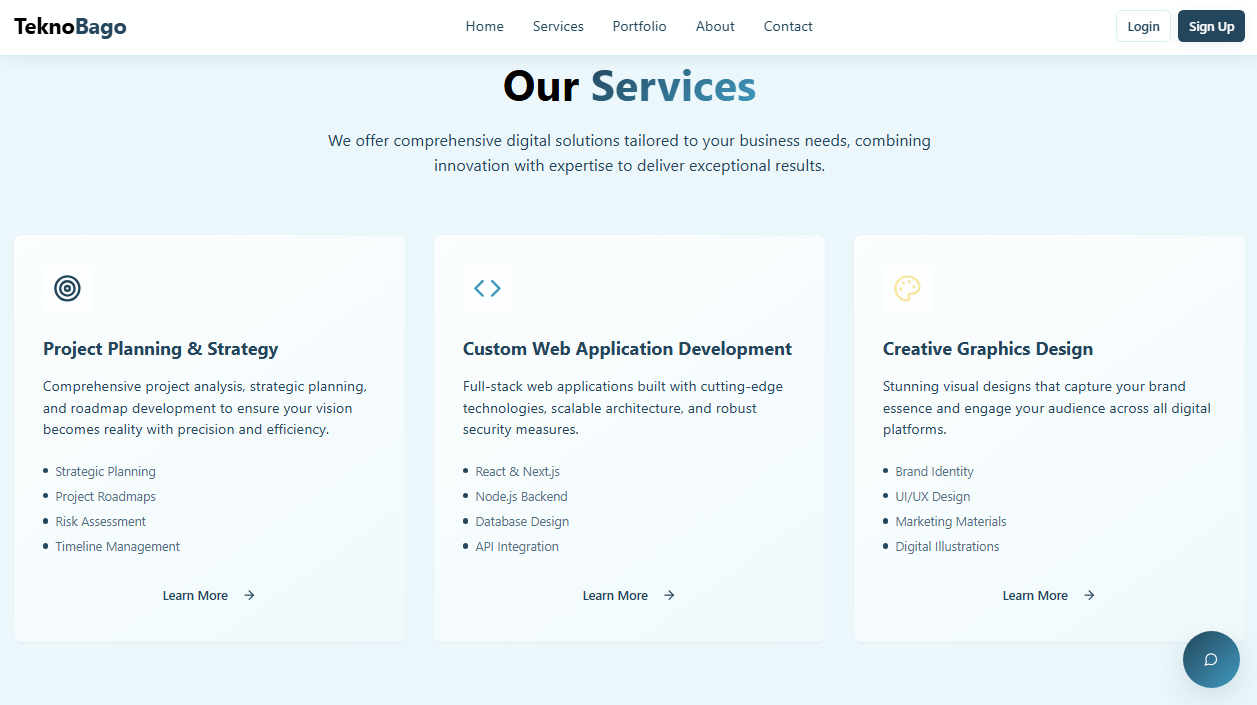 TeknoBago
Home
Services
Portfolio
About
Contact
Login
Sign Up
Our Services
We offer comprehensive digital solutions tailored to your business needs, combining
innovation with expertise to deliver exceptional results.
Project Planning & Strategy
Comprehensive project analysis, strategic planning,
and roadmap development to ensure your vision
becomes reality with precision and efficiency.
Strategic Planning
Project Roadmaps
Risk Assessment
Timeline Management
Learn More
Custom Web Application Development
Full-stack web applications built with cutting-edge
technologies, scalable architecture, and robust
security measures.
React & Next.js
Node.js Backend
Database Design
API Integration
Learn More
Creative Graphics Design
Stunning visual designs that capture your brand
essence and engage your audience across all digital
platforms.
Brand Identity
UI/UX Design
Marketing Materials
Digital Illustrations
Learn More